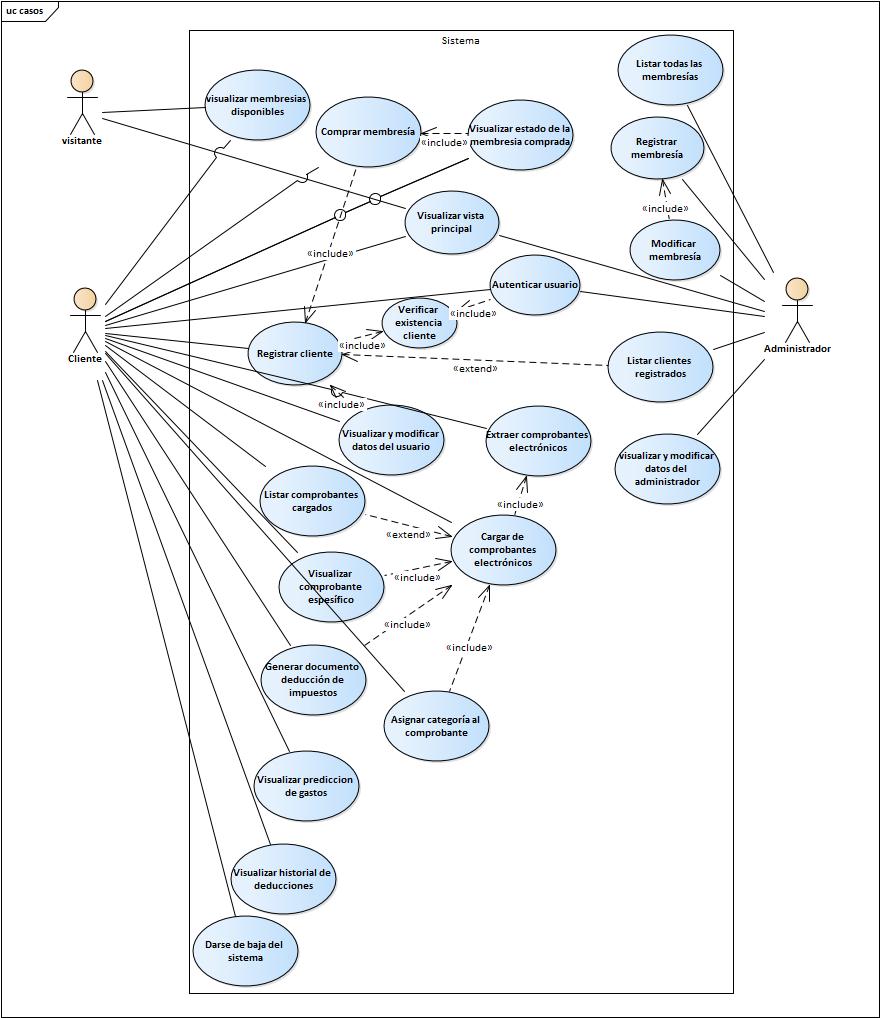 uc casos
Sistema
visitante
Cliente
Administrador
visualizar membresias
disponibles
Comprar membresía
«include»
Visualizar estado de la
membresia comprada
Listar todas las
membresías
Registrar
membresía
«include»
Modificar
membresía
Visualizar vista
principal
«include»
Autenticar usuario
«include»
Verificar
existencia
cliente
«include»
Registrar cliente
«extend»
Listar clientes
registrados
«include»
Visualizar y modificar
datos del usuario
Extraer comprobantes
electrónicos
visualizar y modificar
datos del
administrador
«include»
Listar comprobantes
cargados
«extend»
Cargar de
comprobantes
electrónicos
Visualizar
comprobante
espesífico
«include»
«include»
«include»
Generar documento
deducción de
impuestos
Asignar categoría al
comprobante
Visualizar prediccion
de gastos
Visualizar historial de
deducciones
Darse de baja del
sistema